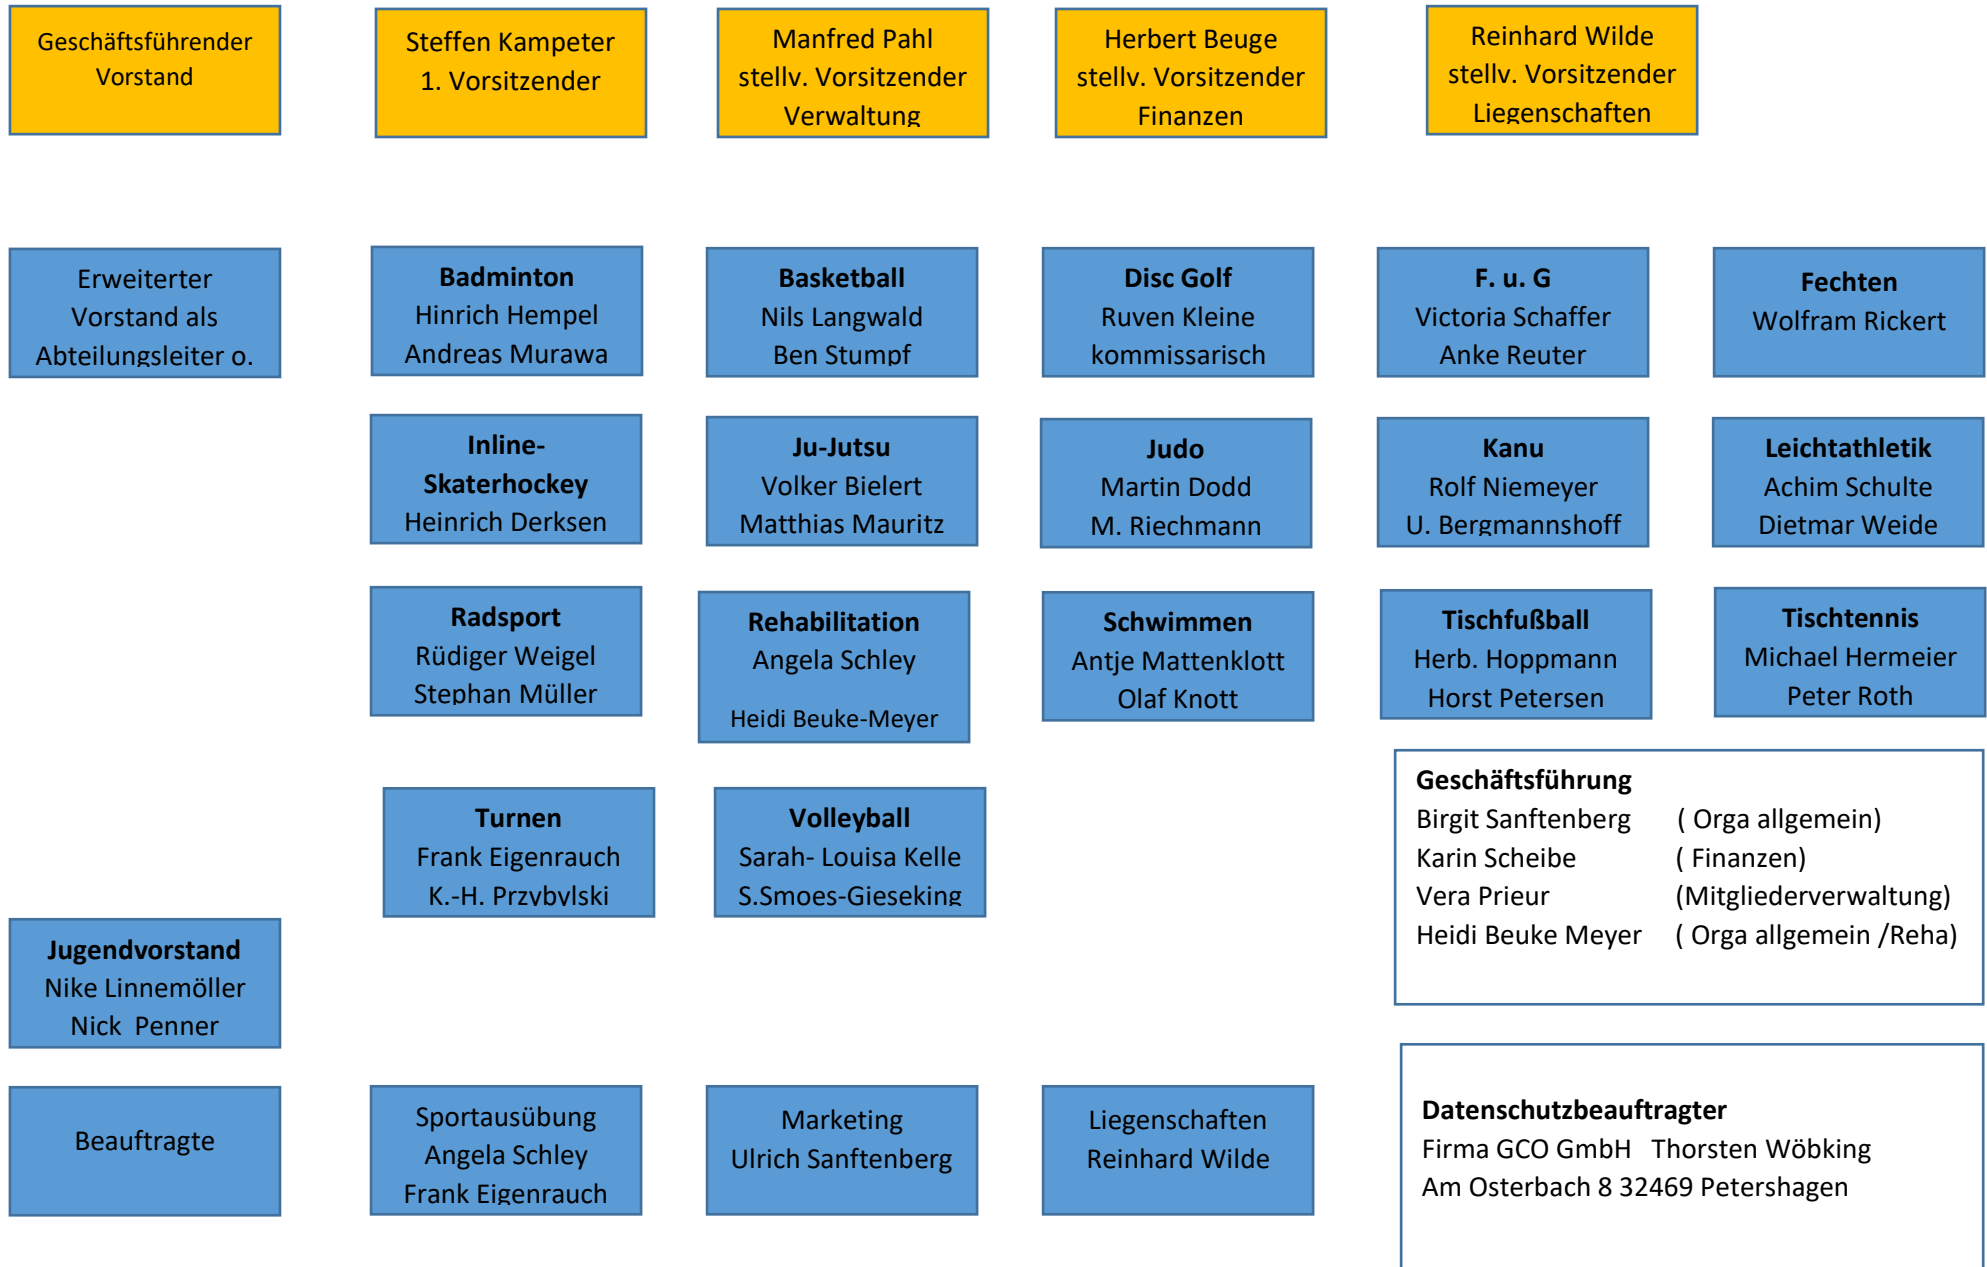 Geschäftsführender
Vorstand
Steffen Kampeter
1. Vorsitzender
Manfred Pahl
stellv. Vorsitzender
Verwaltung
Herbert Beuge
stellv. Vorsitzender
Finanzen
Reinhard Wilde
stellv. Vorsitzender
Liegenschaften
Erweiterter
Vorstand als
Abteilungsleiter o.
Badminton
Hinrich Hempel
Andreas Murawa
Basketball
Nils Langwald
Ben Stumpf
Disc Golf
Ruven Kleine
kommissarisch
F. u. G
Victoria Schaffer
Anke Reuter
Fechten
Wolfram Rickert
Inline-
Skaterhockey
Heinrich Derksen
Ju-Jutsu
Volker Bielert
Matthias Mauritz
Judo
Martin Dodd
M. Riechmann
Kanu
Rolf Niemeyer
U. Bergmannshoff
Leichtathletik
Achim Schulte
Dietmar Weide
Radsport
Rüdiger Weigel
Stephan Müller
Rehabilitation
Angela Schley
Heidi Beuke-Meyer
Schwimmen
Antje Mattenklott
Olaf Knott
Tischfußball
Herb. Hoppmann
Horst Petersen
Tischtennis
Michael Hermeier
Peter Roth
Turnen
Frank Eigenrauch
K.-H. Przybylski
Volleyball
Sarah- Louisa Kelle
S.Smoes-Gieseking
Geschäftsführung
Birgit Sanftenberg ( Orga allgemein)
Karin Scheibe ( Finanzen)
Vera Prieur (Mitgliederverwaltung)
Heidi Beuke Meyer ( Orga allgemein /Reha)
Jugendvorstand
Nike Linnemöller
Nick Penner
Beauftragte
Sportausübung
Angela Schley
Frank Eigenrauch
Marketing
Ulrich Sanftenberg
Liegenschaften
Reinhard Wilde
Datenschutzbeauftragter
Firma GCO GmbH Thorsten Wöbking
Am Osterbach 8 32469 Petershagen